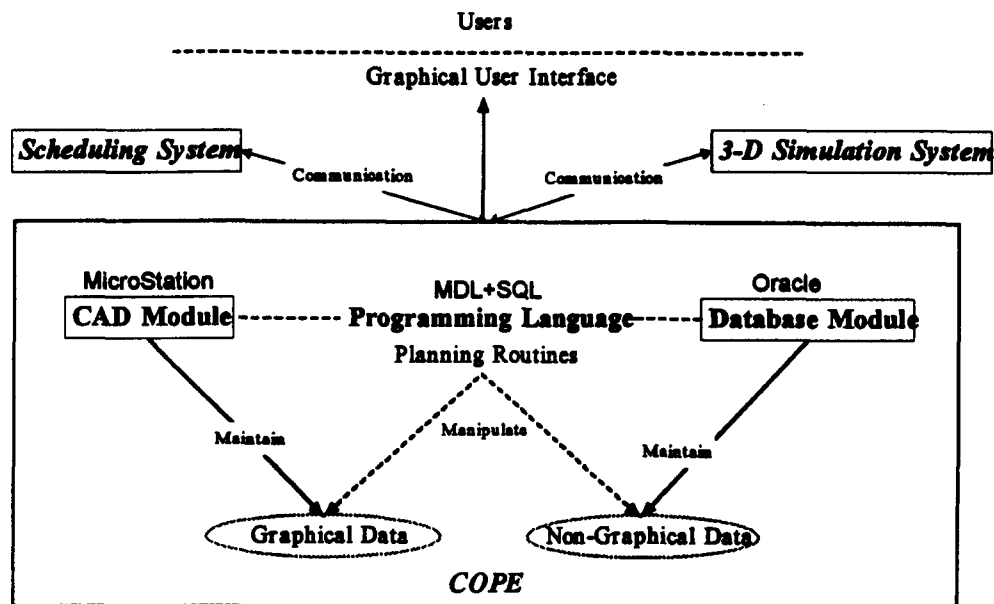 Users
Graphical User Interface
Scheduling System
3-D Simulation System
Communication
Communication
MicroStation
MDL+SQL
Oracle
CAD Module
Programming Language
Database Module
Planning Routines
Maintain
Manipulate
Maintain
Graphical Data
Non-Graphical Data
COPE